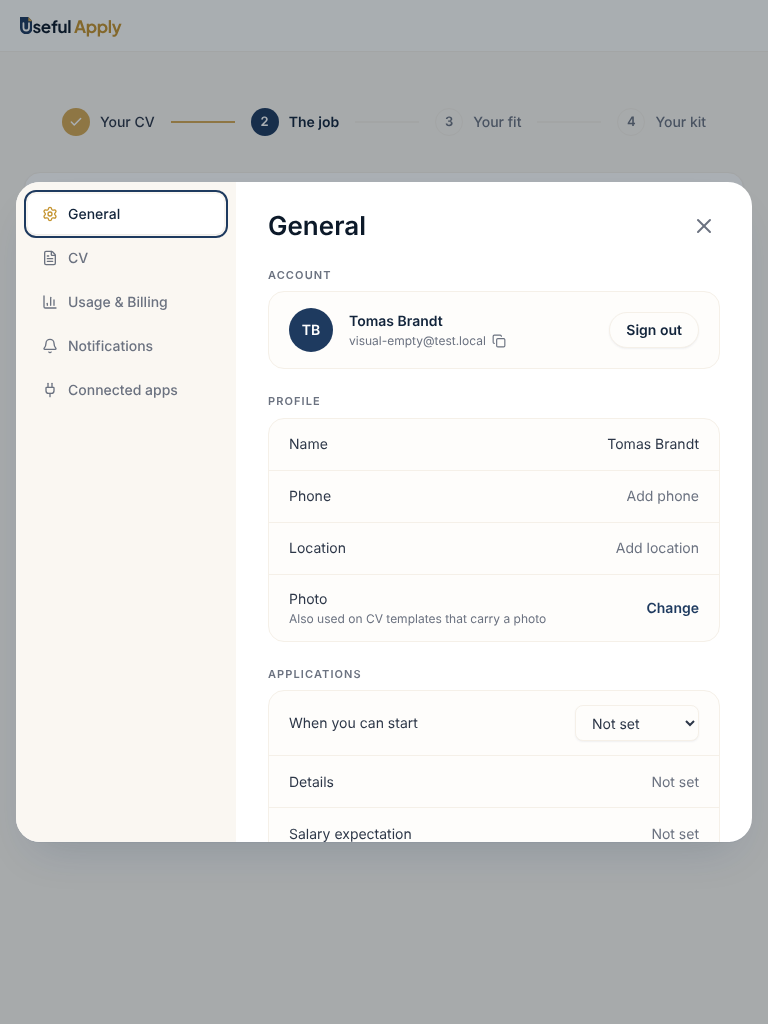 Useful Apply
Your CV
2
The job
3
Your fit
4
Your kit
General
CV
Usage & Billing
Notifications
Connected apps
General
ACCOUNT
TB
Tomas Brandt
visual-empty@test.local
Sign out
PROFILE
Name
Tomas Brandt
Phone
Add phone
Location
Add location
Photo
Also used on CV templates that carry a photo
Change
APPLICATIONS
When you can start
Not set
Details
Not set
Salary expectation
Not set